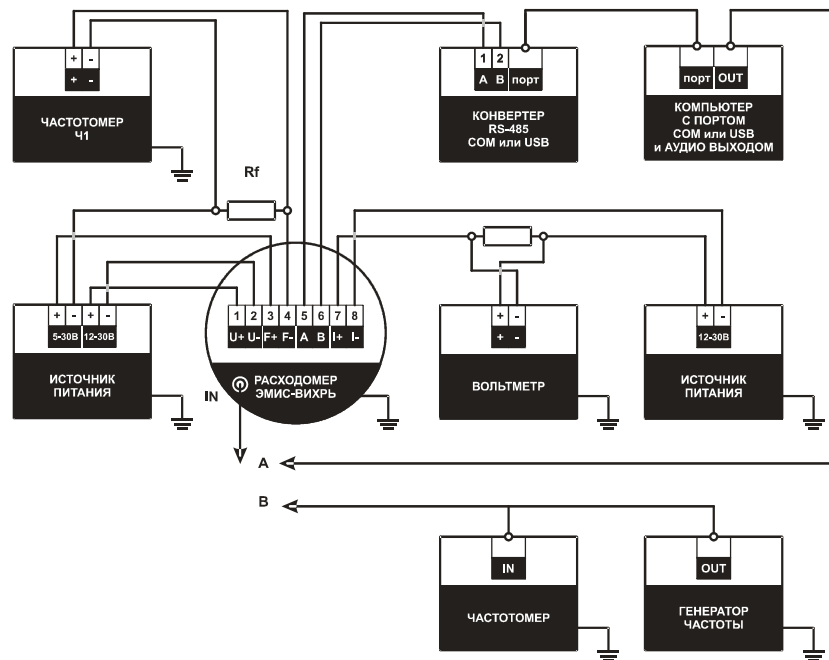 + -
+ -
ЧАСТОТОМЕР
Ч1
1 2
A B порт
КОНВЕРТЕР
RS-485
COM или USB
порт OUT
КОМПЬЮТЕР
С ПОРТОМ
COM или USB
и АУДИО ВЫХОДОМ
Rf
+ - + -
5-30В 12-30В
ИСТОЧНИК
ПИТАНИЯ
1 2 3 4 5 6 7 8
U+ U- F+ F- A B I+ I-
РАСХОДОМЕР
ЭМИС-ВИХРЬ
IN
+ -
+ -
ВОЛЬТМЕТР
+ -
12-30В
ИСТОЧНИК
ПИТАНИЯ
A
B
IN
ЧАСТОТОМЕР
OUT
ГЕНЕРАТОР
ЧАСТОТЫ